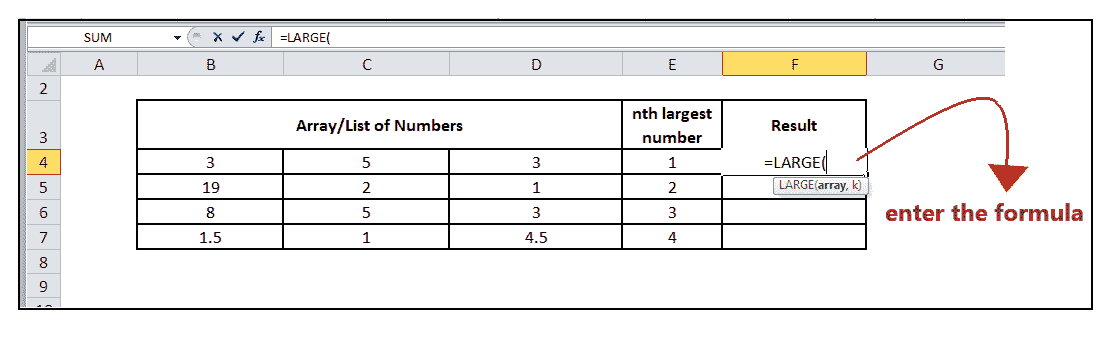 SUM fx =LARGE(
A B C D E F G
2
3 Array/List of Numbers nth largest number Result
4 3 5 3 1 =LARGE(
LARGE(array, k)
5 19 2 1 2
enter the formula
6 8 5 3 3
7 1.5 1 4.5 4
8
9